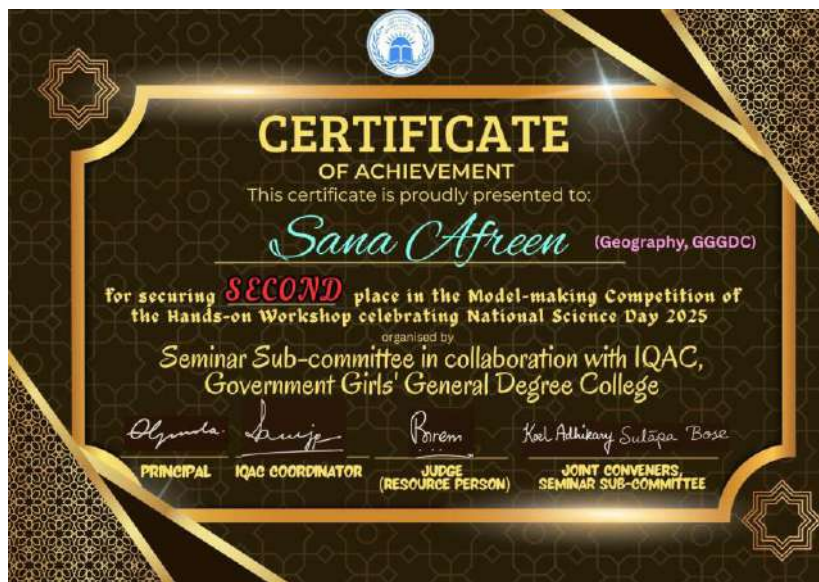 CERTIFICATE
OF ACHIEVEMENT
This certificate is proudly presented to:
Sana Afreen (Geography, GGGDC)
for securing SECOND place in the Model-making Competition of
the Hands-on Workshop celebrating National Science Day 2025
organised by
Seminar Sub-committee in collaboration with IQAC,
Government Girls' General Degree College
Koel Adhikary Sutapa Bose
PRINCIPAL IQAC COORDINATOR JUDGE JOINT CONVENERS,
(RESOURCE PERSON) SEMINAR SUB-COMMITTEE